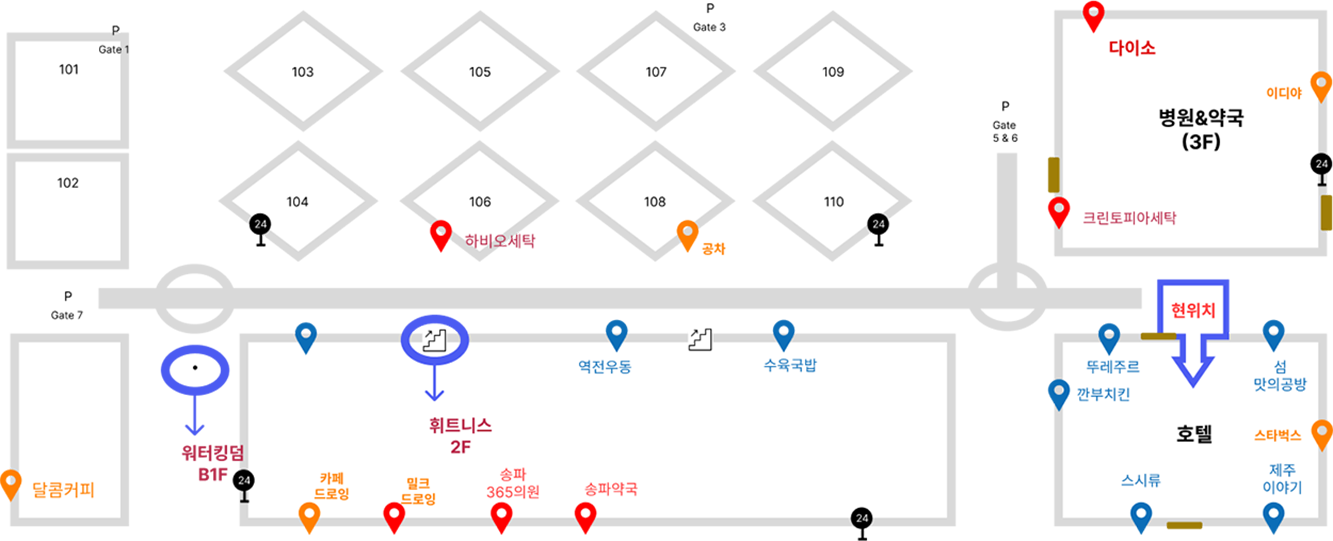 P
Gate 1
101
102
103
105
107
109
P
Gate 3
104
106
108
110
24
하비오세탁
공차
24
P
Gate
5 & 6
다이소
이디야
병원&약국
(3F)
24
크린토피아세탁
P
Gate 7
달콤커피
워터킹덤
B1F
24
휘트니스
2F
역전우동
수육국밥
카페
드로잉
밀크
드로잉
송파
365의원
송파약국
24
현위치
뚜레주르
섬
맛의공방
깐부치킨
호텔
스타벅스
스시류
제주
이야기